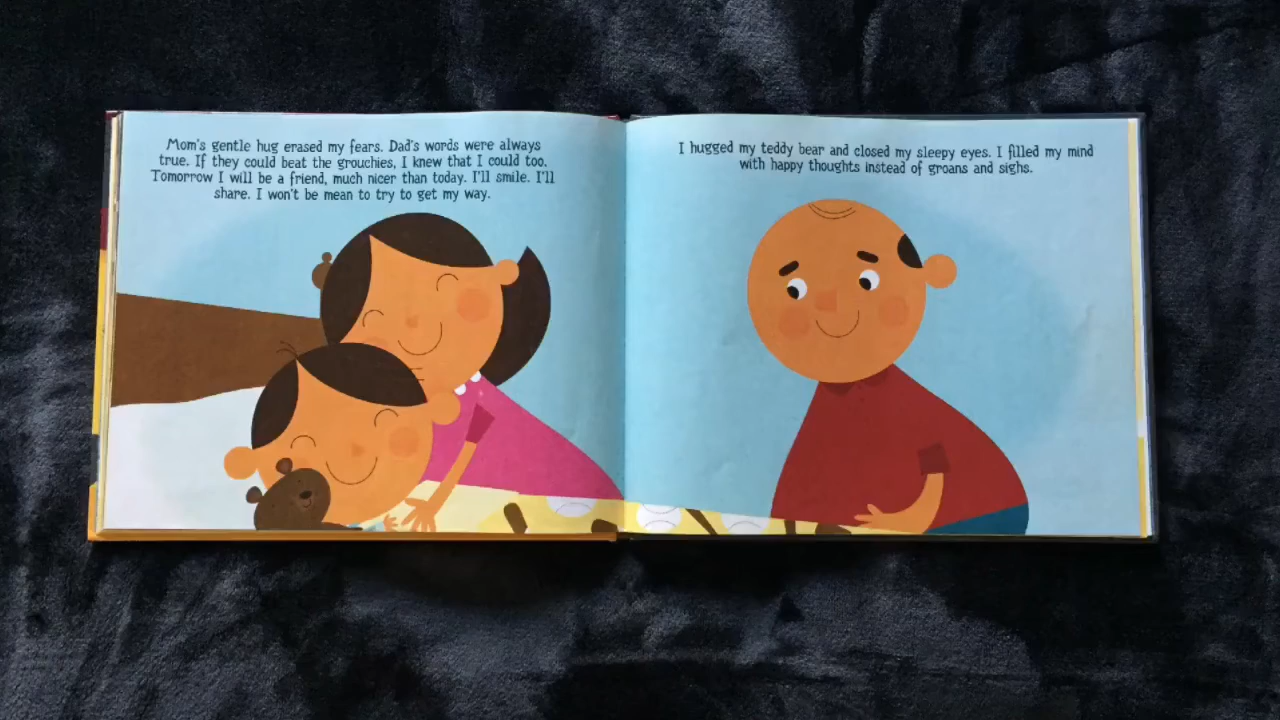 Mom's gentle hug erased my fears. Dad's words were always
true. If they could beat the grouchies, I knew that I could too.
Tomorrow I will be a friend, much nicer than today. I'll smile. I'll
share. I won't be mean to try to get my way.
I hugged my teddy bear and closed my sleepy eyes. I filled my mind
with happy thoughts instead of groans and sighs.